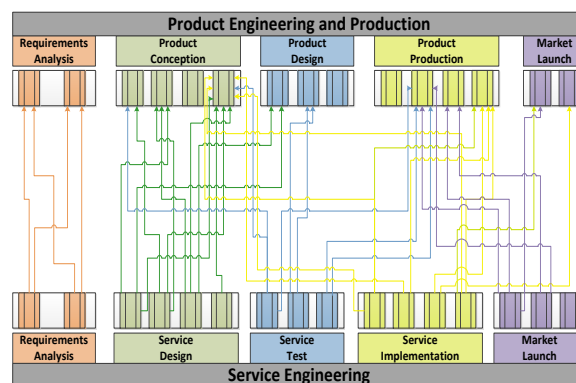 Product Engineering and Production
Requirements
Analysis
Product
Conception
Product
Design
Product
Production
Market
Launch
Requirements
Analysis
Service
Design
Service
Test
Service
Implementation
Market
Launch
Service Engineering